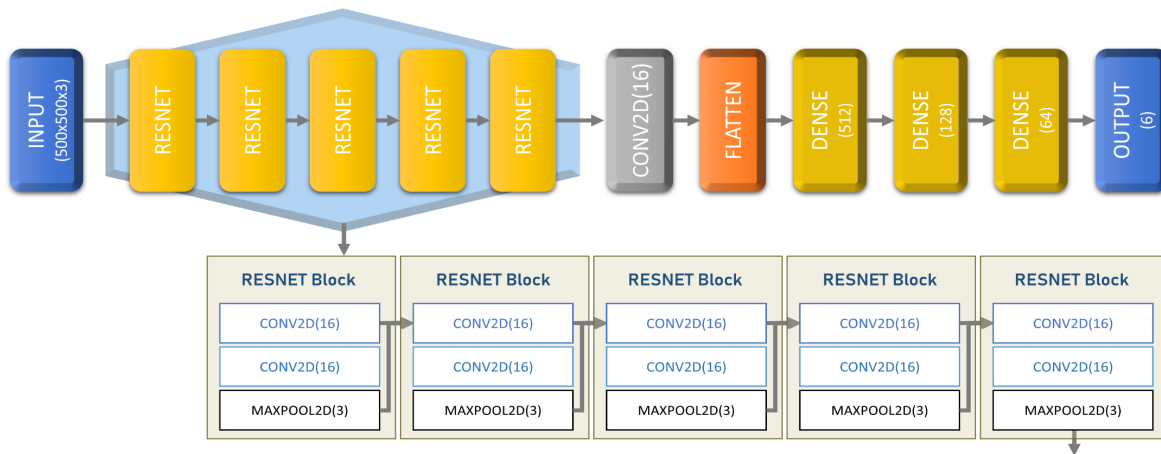 INPUT
(500x500x3)
RESNET
RESNET
RESNET
RESNET
RESNET
CONV2D(16)
FLATTEN
DENSE
(512)
DENSE
(128)
DENSE
(64)
OUTPUT
(6)
RESNET Block
CONV2D(16)
CONV2D(16)
MAXPOOL2D(3)
RESNET Block
CONV2D(16)
CONV2D(16)
MAXPOOL2D(3)
RESNET Block
CONV2D(16)
CONV2D(16)
MAXPOOL2D(3)
RESNET Block
CONV2D(16)
CONV2D(16)
MAXPOOL2D(3)
RESNET Block
CONV2D(16)
CONV2D(16)
MAXPOOL2D(3)